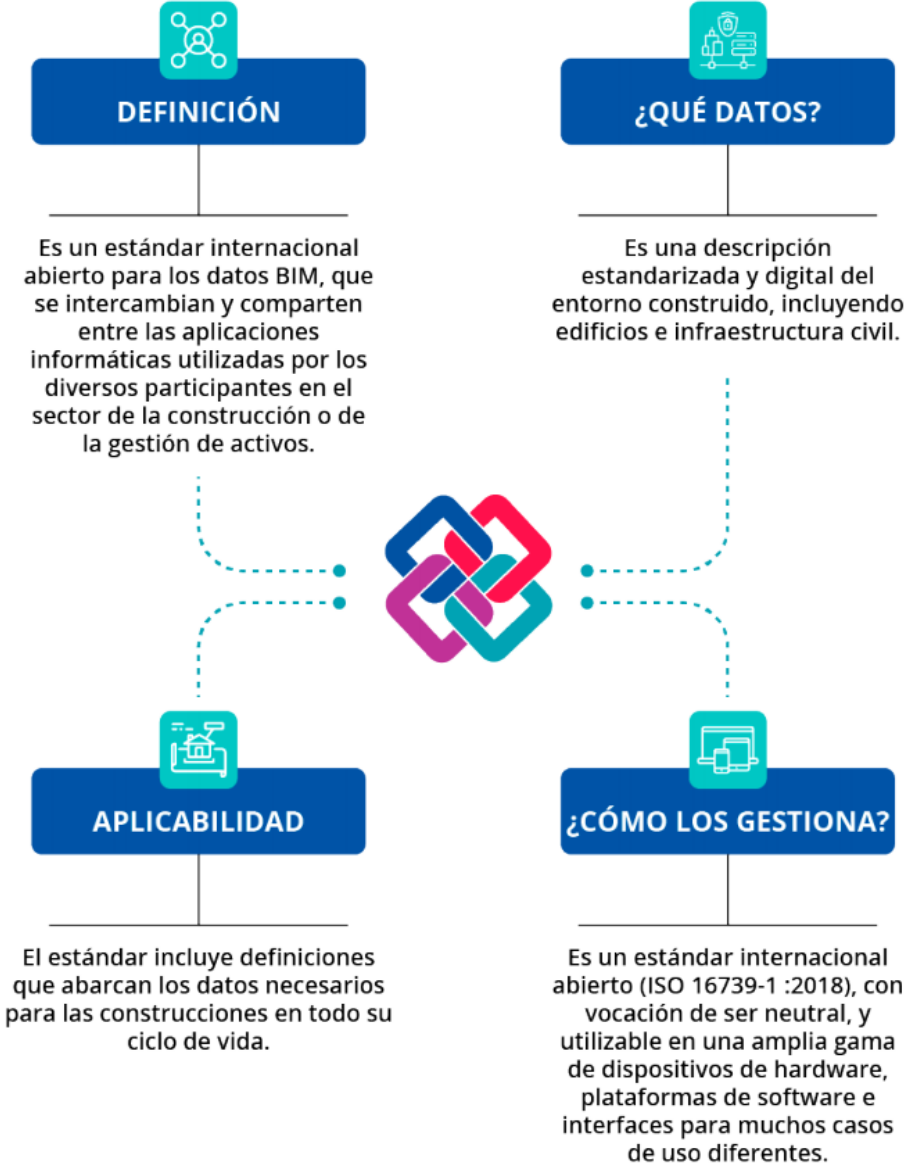 DEFINICIÓN
Es un estándar internacional
abierto para los datos BIM, que
se intercambian y comparten
entre las aplicaciones
informáticas utilizadas por los
diversos participantes en el
sector de la construcción o de
la gestión de activos.
¿QUÉ DATOS?
Es una descripción
estandarizada y digital del
entorno construido, incluyendo
edificios e infraestructura civil.
APLICABILIDAD
El estándar incluye definiciones
que abarcan los datos necesarios
para las construcciones en todo su
ciclo de vida.
¿CÓMO LOS GESTIONA?
Es un estándar internacional
abierto (ISO 16739-1 :2018), con
vocación de ser neutral, y
utilizable en una amplia gama
de dispositivos de hardware,
plataformas de software e
interfaces para muchos casos
de uso diferentes.